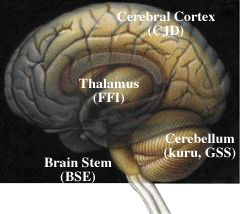 Cerebral Cortex
(CJD)
Thalamus
(FFI)
Cerebellum
(kuru, GSS)
Brain Stem
(BSE)